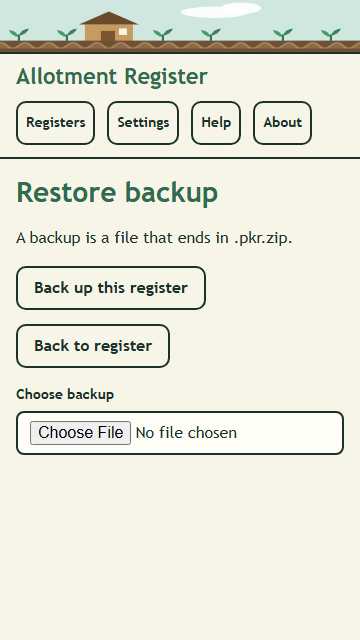 Allotment Register
Registers Settings Help About
Restore backup
A backup is a file that ends in .pkr.zip.
Back up this register
Back to register
Choose backup
Choose File No file chosen